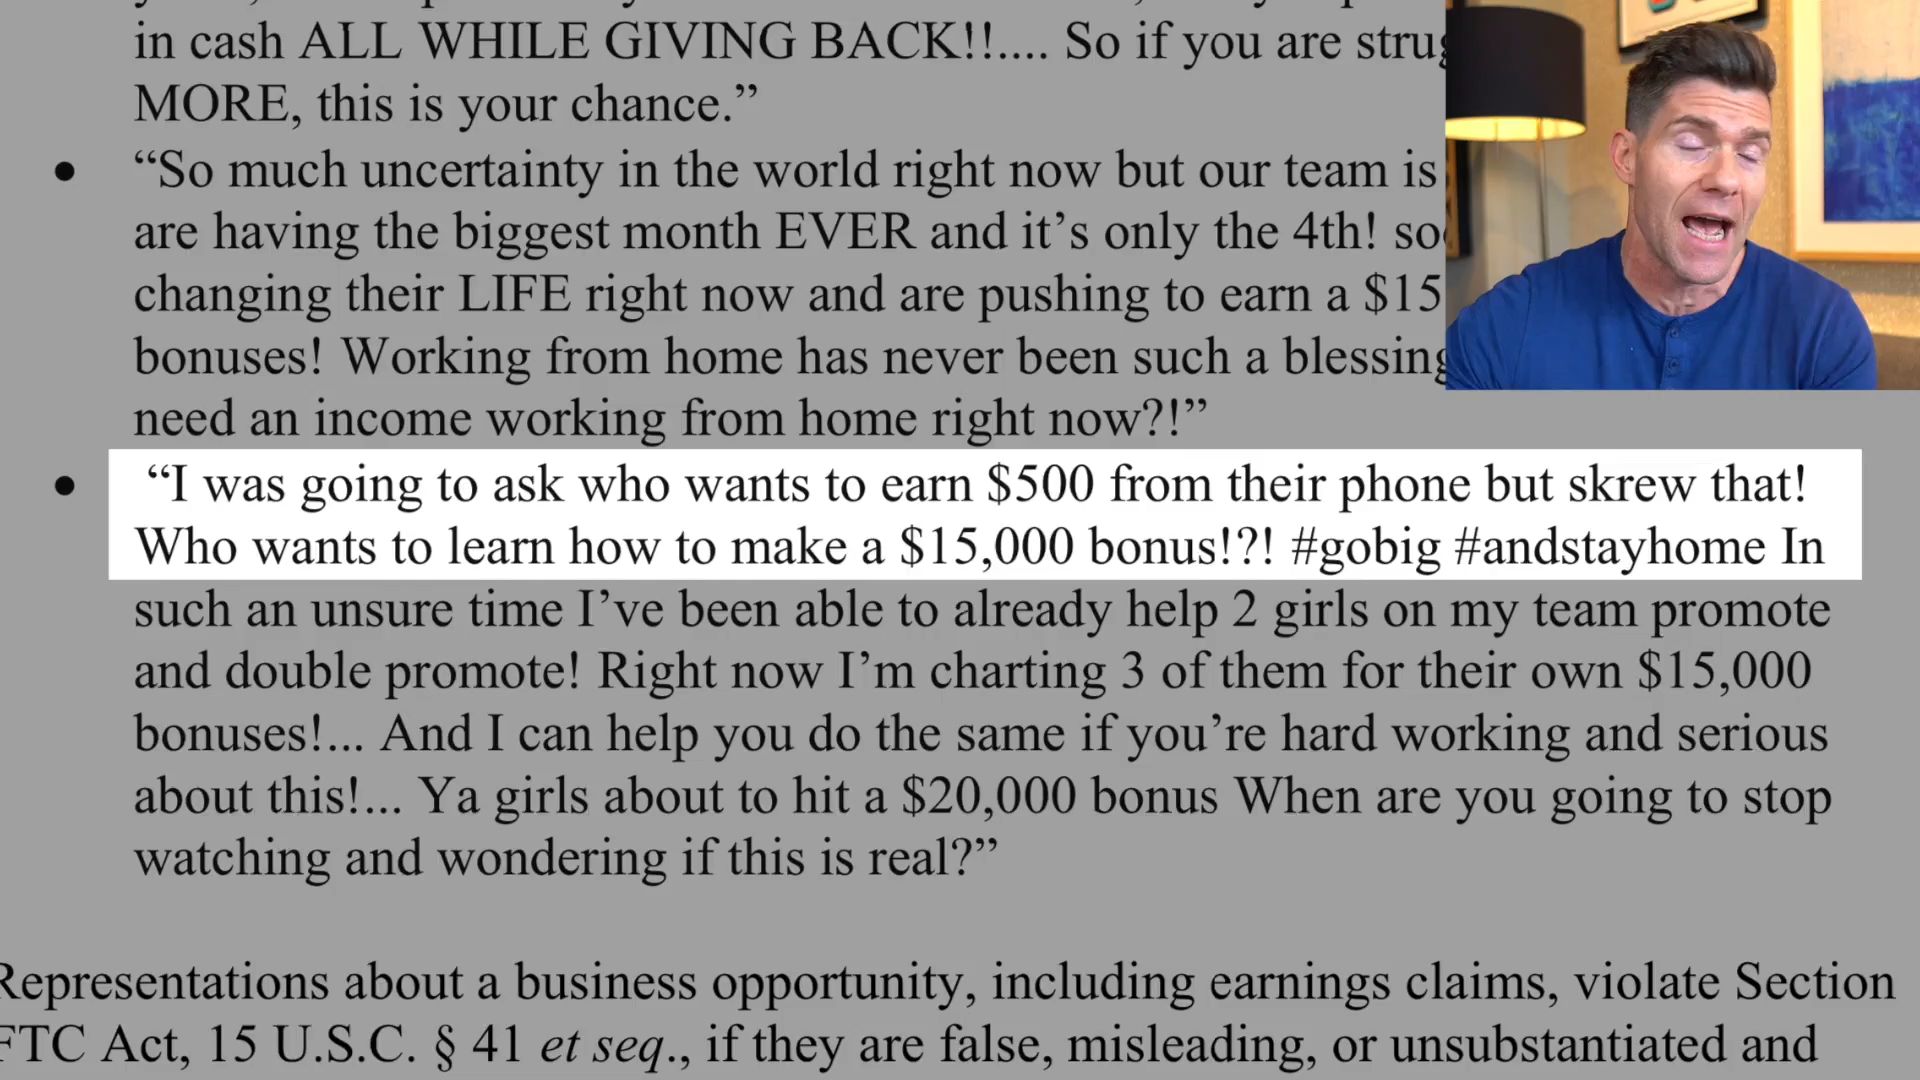 in cash ALL WHILE GIVING BACK!!.... So if you are
MORE, this is your chance.”
• “So much uncertainty in the world right now but our team is
are having the biggest month EVER and it’s only the 4th!
changing their LIFE right now and are pushing to earn a
bonuses! Working from home has never been such a blessing
need an income working from home right now?!”
• “I was going to ask who wants to earn $500 from their phone but skrew that!
Who wants to learn how to make a $15,000 bonus!?! #gobig #andstayhome In
such an unsure time I’ve been able to already help 2 girls on my team promote
and double promote! Right now I’m charting 3 of them for their own $15,000
bonuses!... And I can help you do the same if you’re hard working and serious
about this!... Ya girls about to hit a $20,000 bonus When are you going to stop
watching and wondering if this is real?”
Representations about a business opportunity, including earnings claims, violate Section
FTC Act, 15 U.S.C. § 41 et seq., if they are false, misleading, or unsubstantiated and